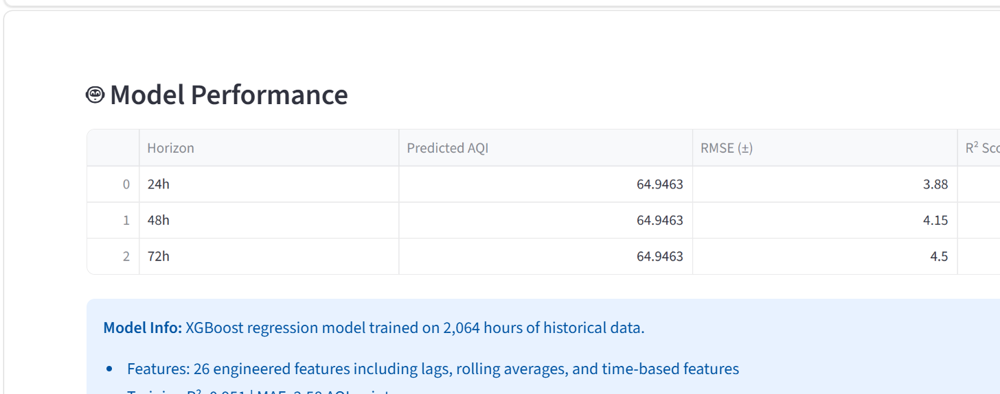 Model Performance
Horizon Predicted AQI RMSE (±) R²
0 24h 64.9463 3.88
1 48h 64.9463 4.15
2 72h 64.9463 4.5
Model Info: XGBoost regression model trained on 2,064 hours of historical data.
• Features: 26 engineered features including lags, rolling averages, and time-based features